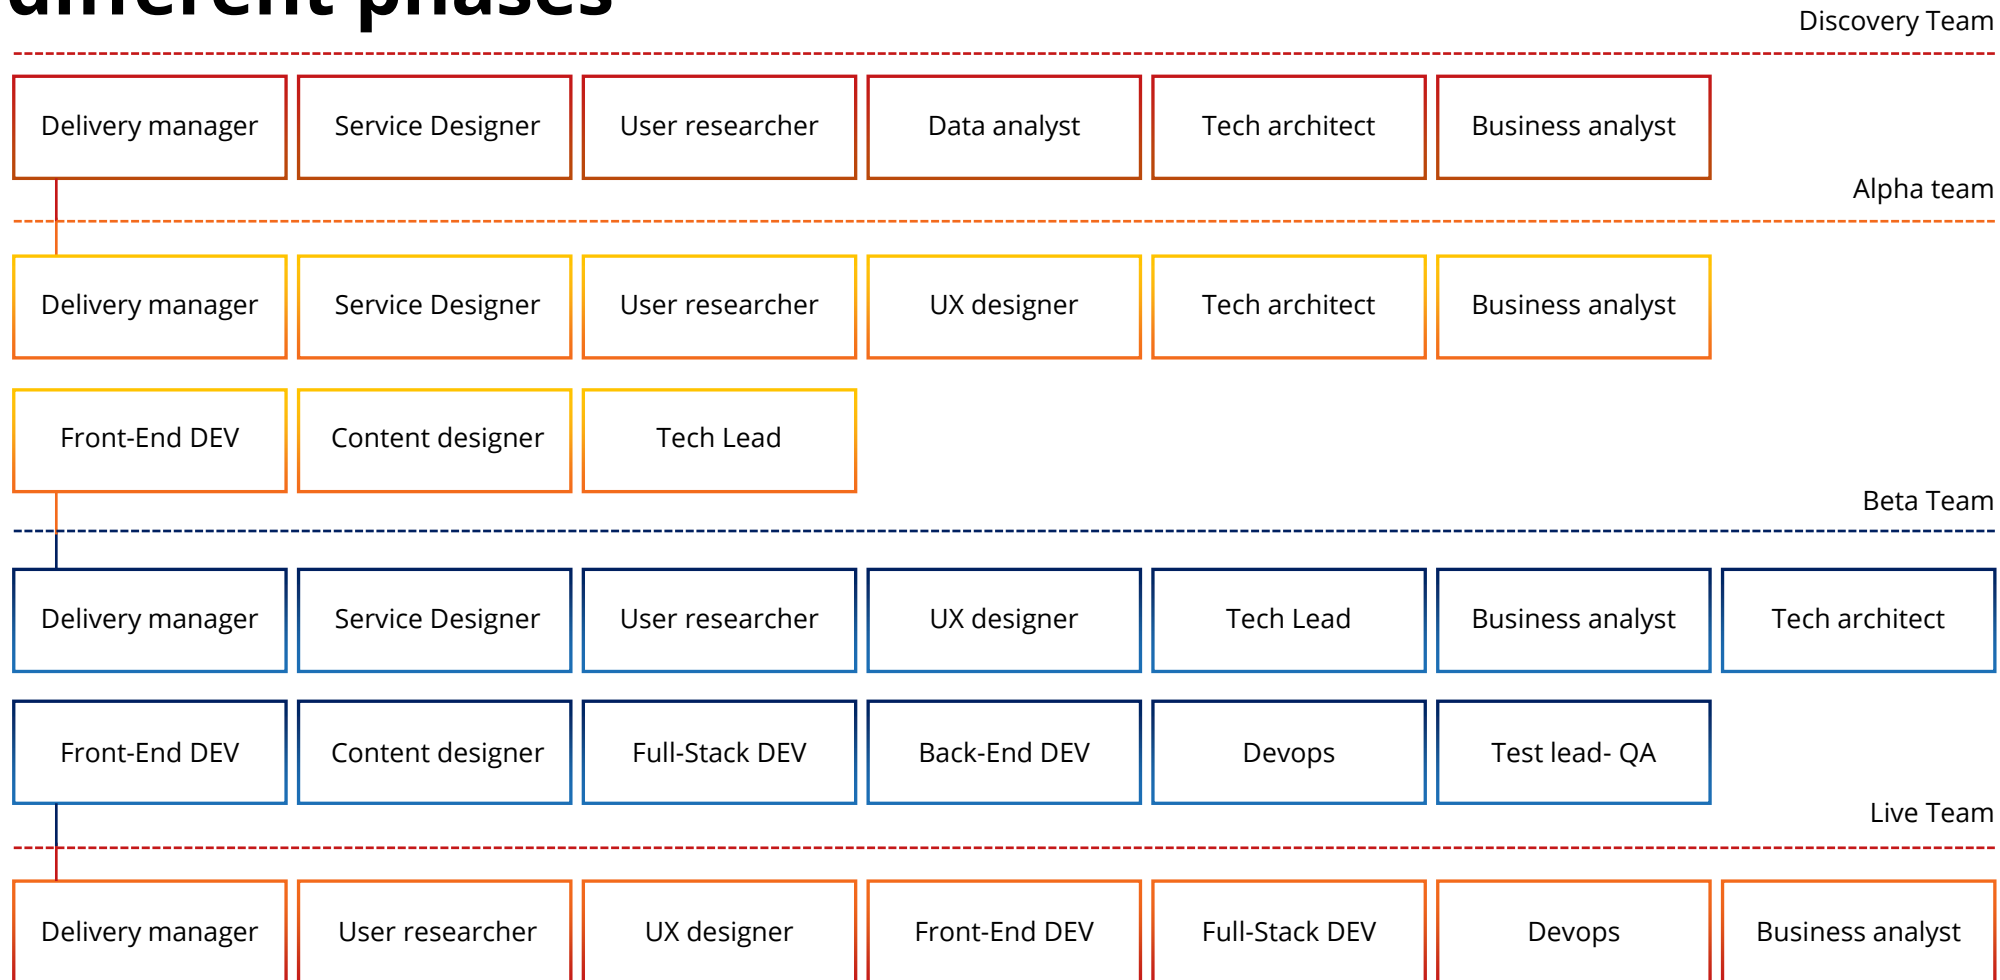 different phases
Discovery Team
Delivery manager
Service Designer
User researcher
Data analyst
Tech architect
Business analyst
Alpha team
Delivery manager
Service Designer
User researcher
UX designer
Tech architect
Business analyst
Front-End DEV
Content designer
Tech Lead
Beta Team
Delivery manager
Service Designer
User researcher
UX designer
Tech Lead
Business analyst
Tech architect
Front-End DEV
Content designer
Full-Stack DEV
Back-End DEV
Devops
Test lead- QA
Live Team
Delivery manager
User researcher
UX designer
Front-End DEV
Full-Stack DEV
Devops
Business analyst